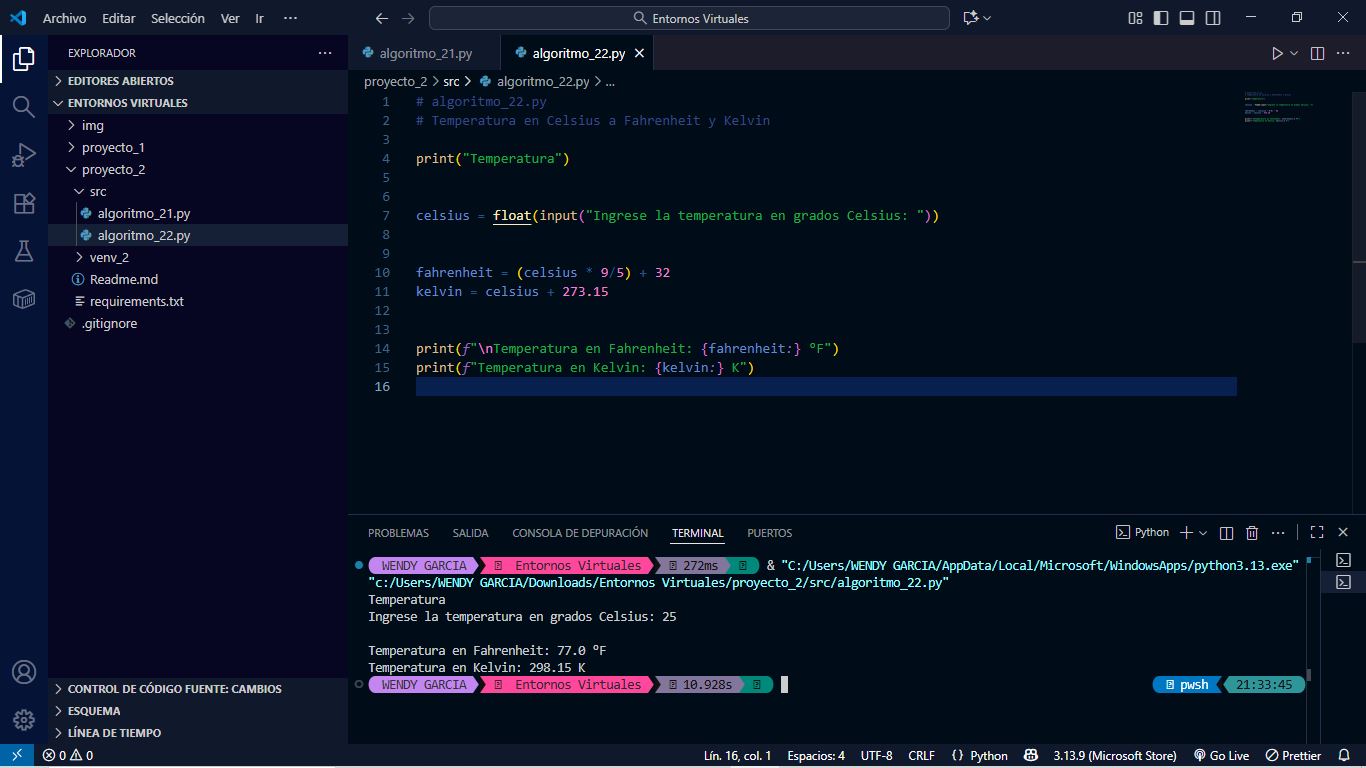 Archivo Editar Selección Ver Ir ···
Entornos Virtuales
EXPLORADOR
EDITORES ABIERTOS
ENTORNOS VIRTUALES
img
proyecto_1
proyecto_2
src
algoritmo_21.py
algoritmo_22.py
venv_2
Readme.md
requirements.txt
.gitignore
CONTROL DE CÓDIGO FUENTE: CAMBIOS
ESQUEMA
LÍNEA DE TIEMPO
algoritmo_21.py algoritmo_22.py
proyecto_2 > src > algoritmo_22.py > ...
1 # algoritmo_22.py
2 # Temperatura en Celsius a Fahrenheit y Kelvin
3
4 print("Temperatura")
5
6
7 celsius = float(input("Ingrese la temperatura en grados Celsius: "))
8
9
10 fahrenheit = (celsius * 9/5) + 32
11 kelvin = celsius + 273.15
12
13
14 print(f"\nTemperatura en Fahrenheit: {fahrenheit:} °F")
15 print(f"Temperatura en Kelvin: {kelvin:} K")
16
PROBLEMAS SALIDA CONSOLA DE DEPURACIÓN TERMINAL PUERTOS
Python
WENDY GARCIA Entornos Virtuales 272ms & "C:/Users/WENDY GARCIA/AppData/Local/Microsoft/WindowsApps/python3.13.exe"
"c:/Users/WENDY GARCIA/Downloads/Entornos Virtuales/proyecto_2/src/algoritmo_22.py"
Temperatura
Ingrese la temperatura en grados Celsius: 25
Temperatura en Fahrenheit: 77.0 °F
Temperatura en Kelvin: 298.15 K
WENDY GARCIA Entornos Virtuales 10.928s pwsh 21:33:45
0 0 Lín. 16, col. 1 Espacios: 4 UTF-8 CRLF {} Python 3.13.9 (Microsoft Store) Go Live Prettier